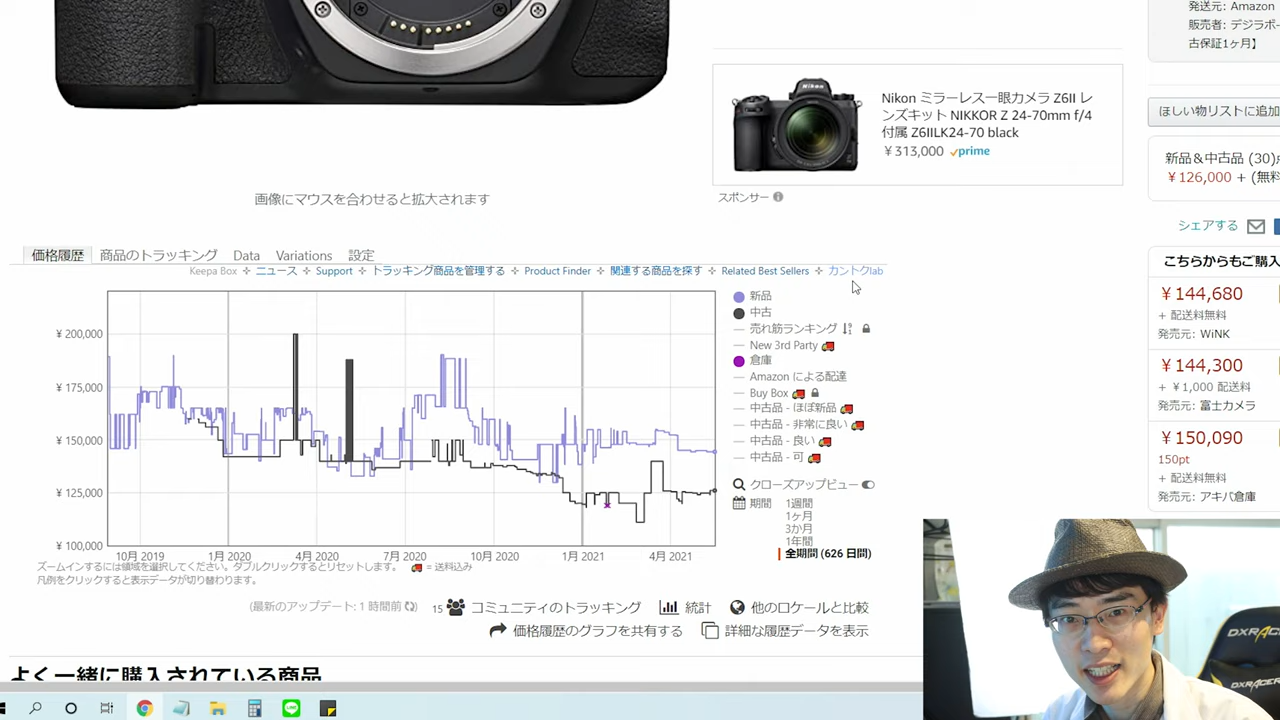 発送元: Amazon
販売者: デジラボ-
古保証1ヶ月】
Nikon
Nikon ミラーレス一眼カメラ Z6II レ
ンズキット NIKKOR Z 24-70mm f/4
付属 Z6IILK24-70 black
￥313,000 prime
スポンサー
ほしい物リストに追加
新品＆中古品 (30)点
￥126,000 + (無料
シェアする
画像にマウスを合わせると拡大されます
価格履歴 商品のトラッキング Data Variations 設定
Keepa Box ニュース Support トラッキング商品を管理する Product Finder 関連する商品を探す Related Best Sellers カントクlab
¥ 200,000
¥ 175,000
¥ 150,000
¥ 125,000
¥ 100,000
10月 2019 1月 2020 4月 2020 7月 2020 10月 2020 1月 2021 4月 2021
新品
中古
売れ筋ランキング
New 3rd Party
倉庫
Amazon による配達
Buy Box
中古品 - ほぼ新品
中古品 - 非常に良い
中古品 - 良い
中古品 - 可
クローズアップビュー
期間 1週間
1ヶ月
3か月
1年間
全期間 (626 日間)
ズームインするには領域を選択してください。ダブルクリックするとリセットします。 = 送料込み
凡例をクリックすると表示データが切り替わります。
(最新のアップデート: 1 時間前) 15 コミュニティのトラッキング 統計 他のロケールと比較
価格履歴のグラフを共有する 詳細な履歴データを表示
よく一緒に購入されている商品
こちらからもご購入
￥144,680
+ 配送料無料
発売元: WiNK
￥144,300
+ ￥1,000 配送料
発売元: 富士カメラ
￥150,090
150pt
+ 配送料無料
発売元: アキバ倉庫
DXRACER
DXRACER
LINE